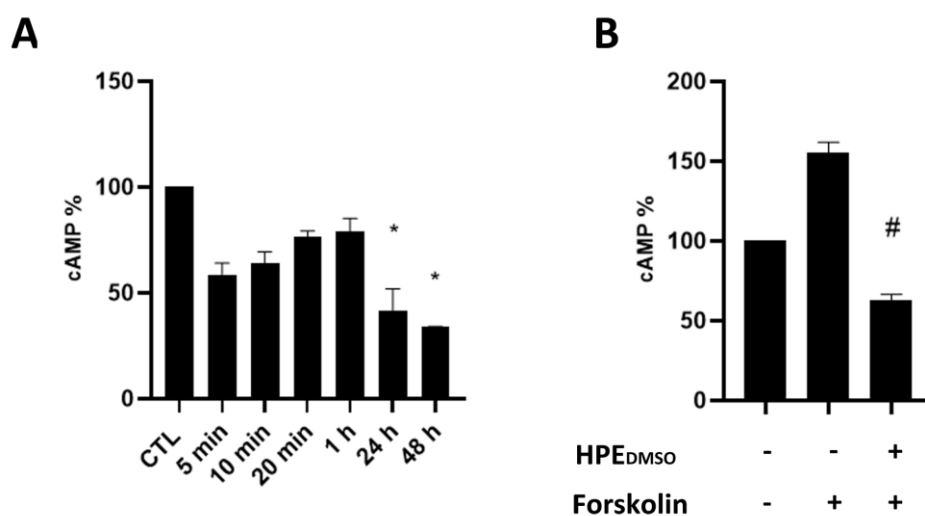 A
cAMP %
150
100
50
0
CTL
5 min
10 min
20 min
1 h
24 h
48 h
*
*
B
cAMP %
200
150
100
50
0
#
HPEDMSO - - +
Forskolin - + +